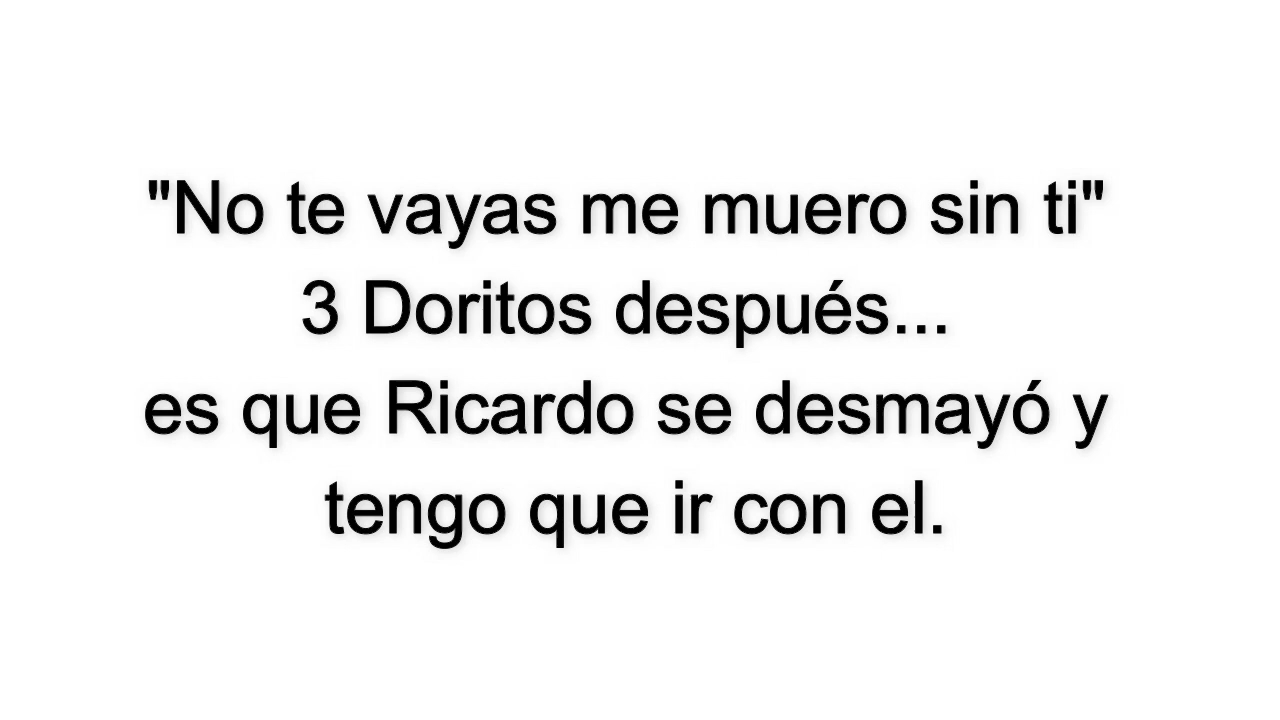 "No te vayas me muero sin ti"
3 Doritos después...
es que Ricardo se desmayó y
tengo que ir con el.